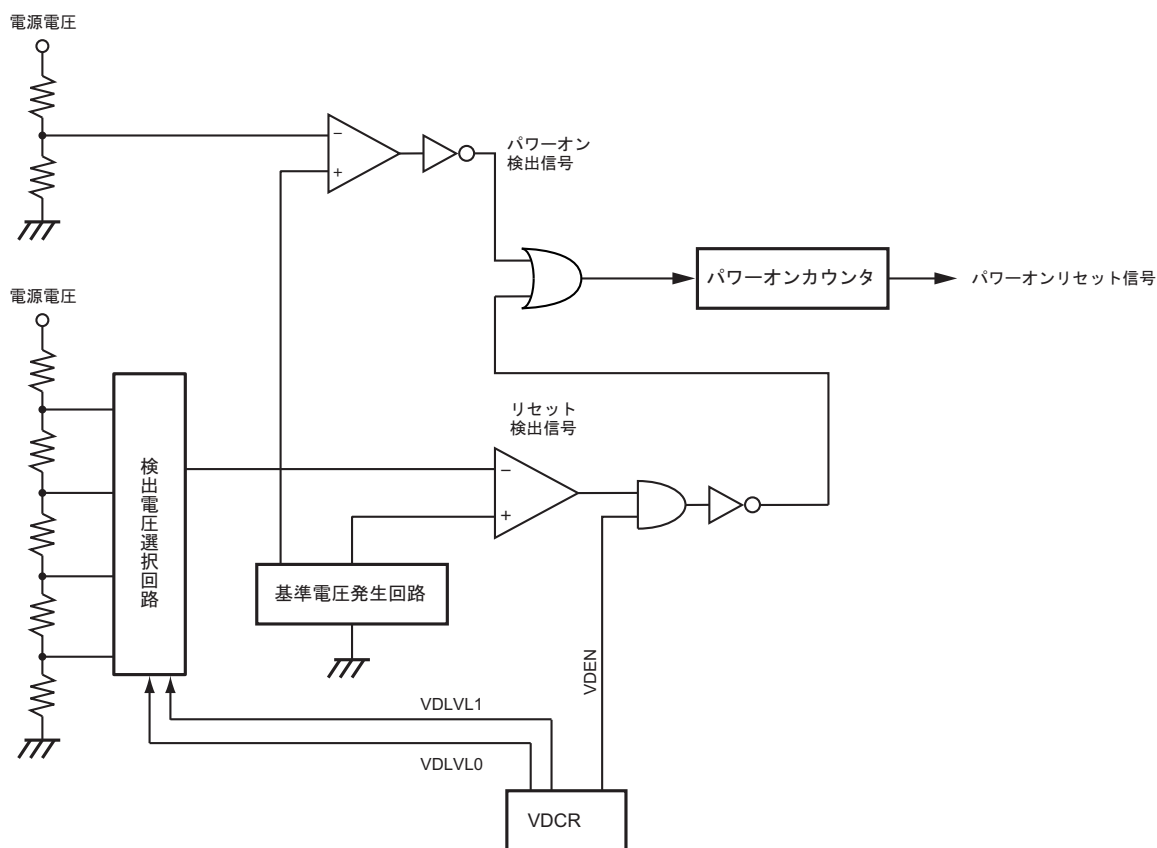 電源電圧
−
+
パワーオン
検出信号
パワーオンカウンタ
パワーオンリセット信号
電源電圧
検出電圧選択回路
リセット
検出信号
−
+
基準電圧発生回路
VDEN
VDLVL1
VDLVL0
VDCR